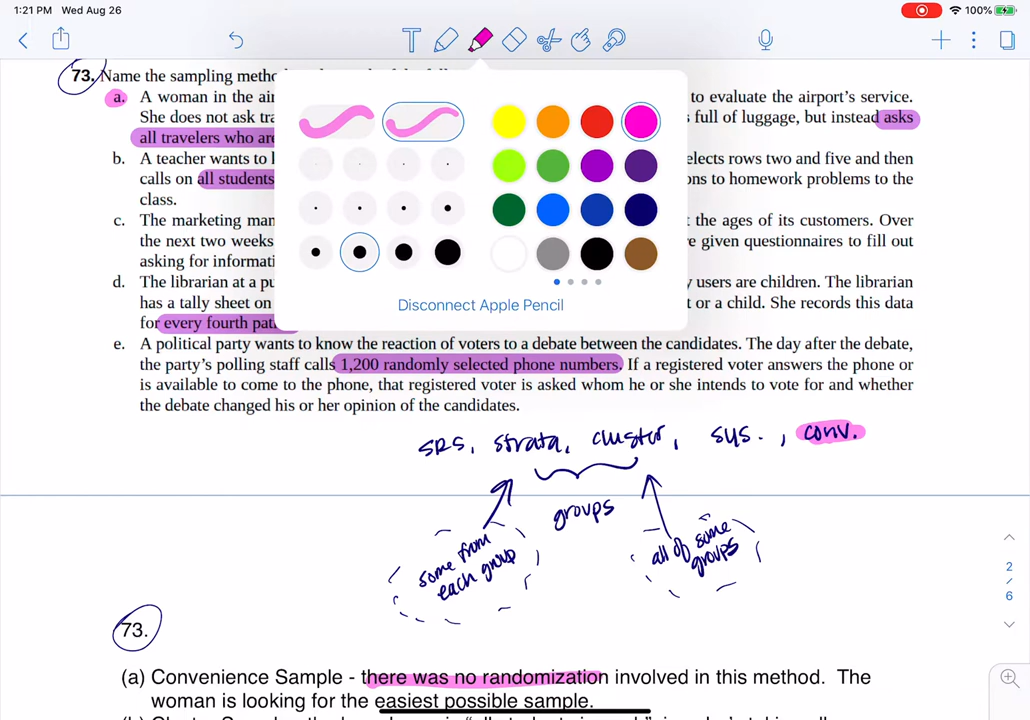 1:21 PM Wed Aug 26 100%
73. Name the sampling
a. A woman in the to evaluate the airport's service.
She does not ask full of luggage, but instead asks
all travelers who are
b. A teacher wants to selects rows two and five and then
calls on all students to homework problems to the
class.
c. The marketing the ages of its customers. Over
the next two weeks given questionnaires to fill out
asking for
d. The librarian at a users are children. The librarian
has a tally sheet on or a child. She records this data
for every fourth
e. A political party wants to know the reaction of voters to a debate between the candidates. The day after the debate,
the party's polling staff calls 1,200 randomly selected phone numbers. If a registered voter answers the phone or
is available to come to the phone, that registered voter is asked whom he or she intends to vote for and whether
the debate changed his or her opinion of the candidates.
Disconnect Apple Pencil
SRS, strata, cluster, sys. , conv.
groups
some from
each group
all of some
groups
2
/
6
73.
(a) Convenience Sample - there was no randomization involved in this method. The
woman is looking for the easiest possible sample.